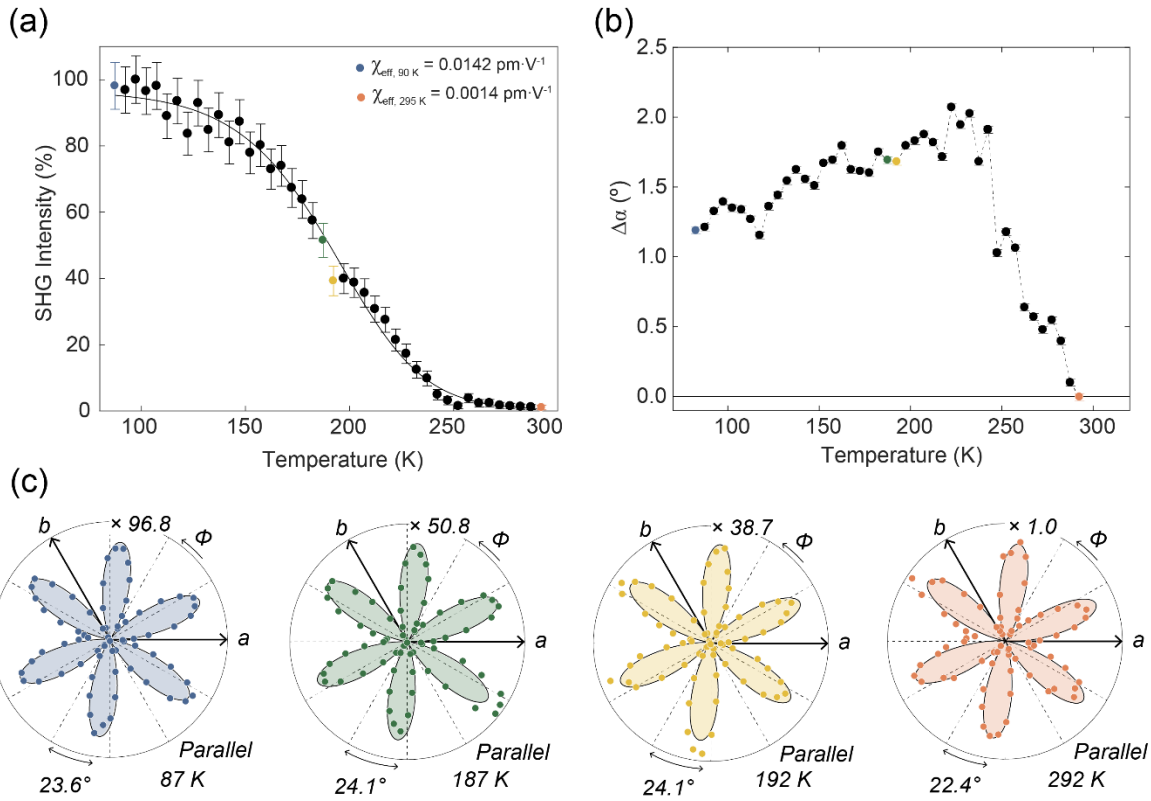 (a)
100
80
60
40
20
0
SHG Intensity (%)
χeff, 90 K = 0.0142 pm·V-1
χeff, 295 K = 0.0014 pm·V-1
100
150
200
250
300
Temperature (K)
(b)
2.5
2.0
1.5
1.0
0.5
0.0
Δα (º)
100
150
200
250
300
Temperature (K)
(c)
b
× 96.8
Φ
a
Parallel
23.6°
87 K
b
× 50.8
a
Parallel
24.1°
187 K
b
× 38.7
Φ
a
Parallel
24.1°
192 K
b
× 1.0
Φ
a
Parallel
22.4°
292 K